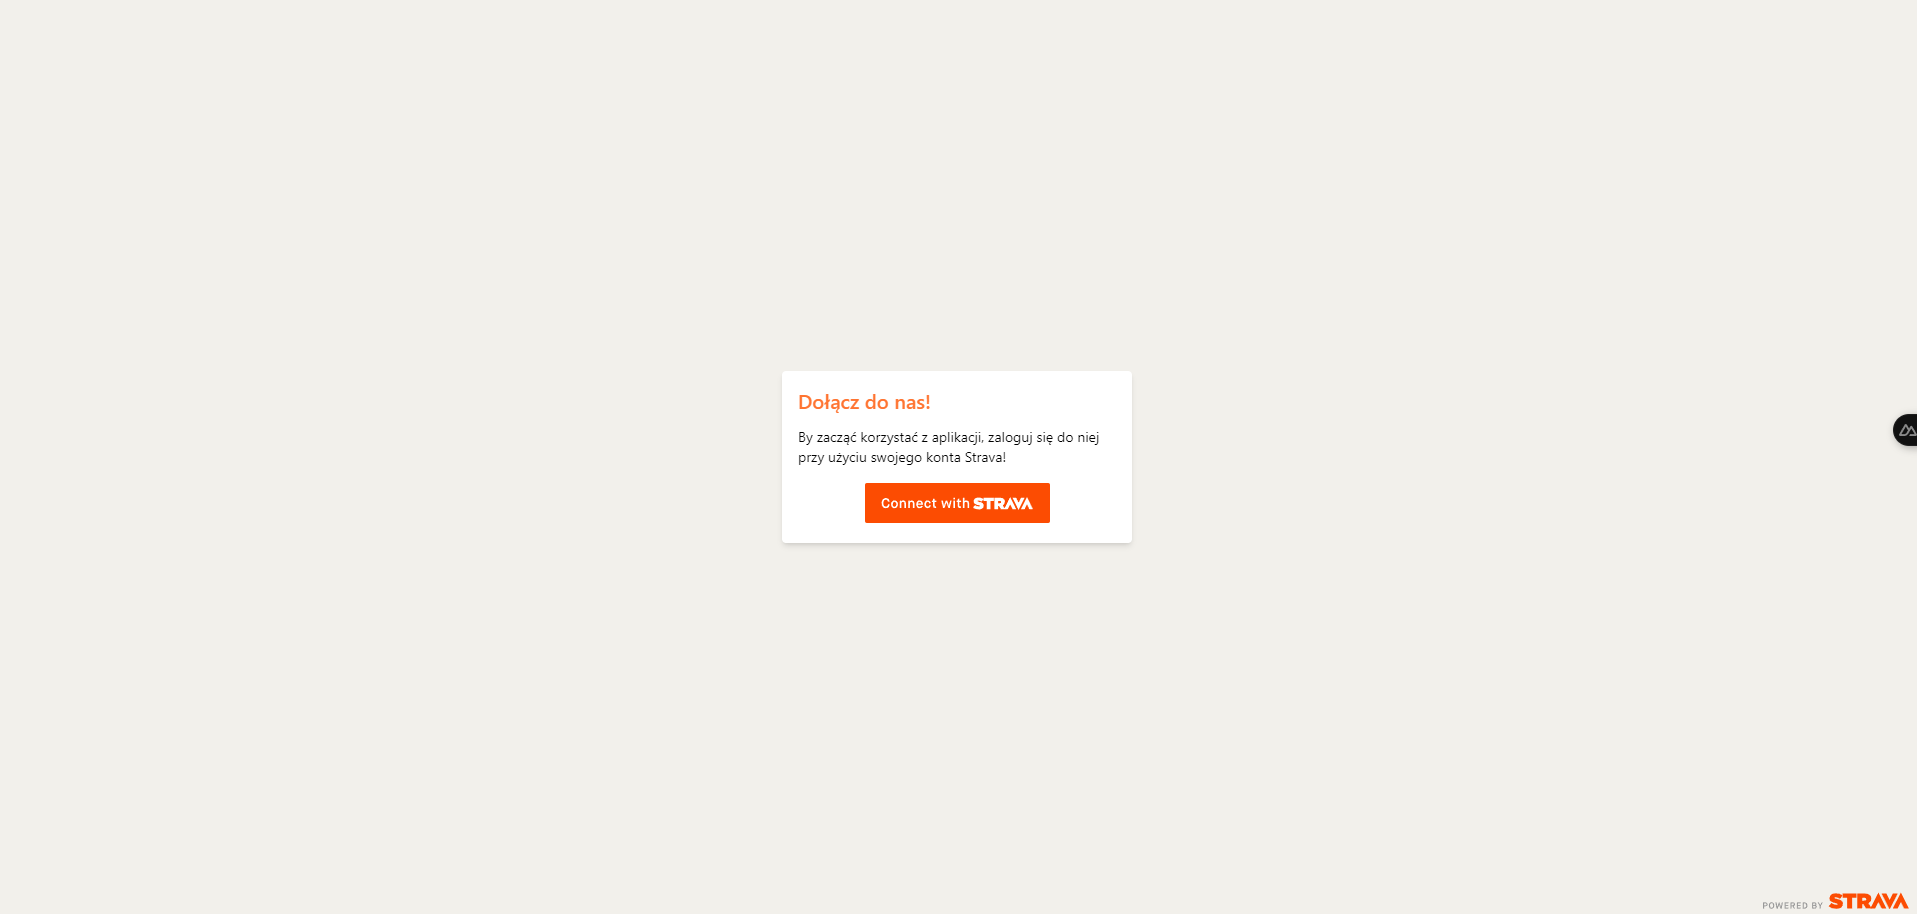 Dołącz do nas!
By zacząć korzystać z aplikacji, zaloguj się do niej
przy użyciu swojego konta Strava!
Connect with STRAVA
POWERED BY STRAVA